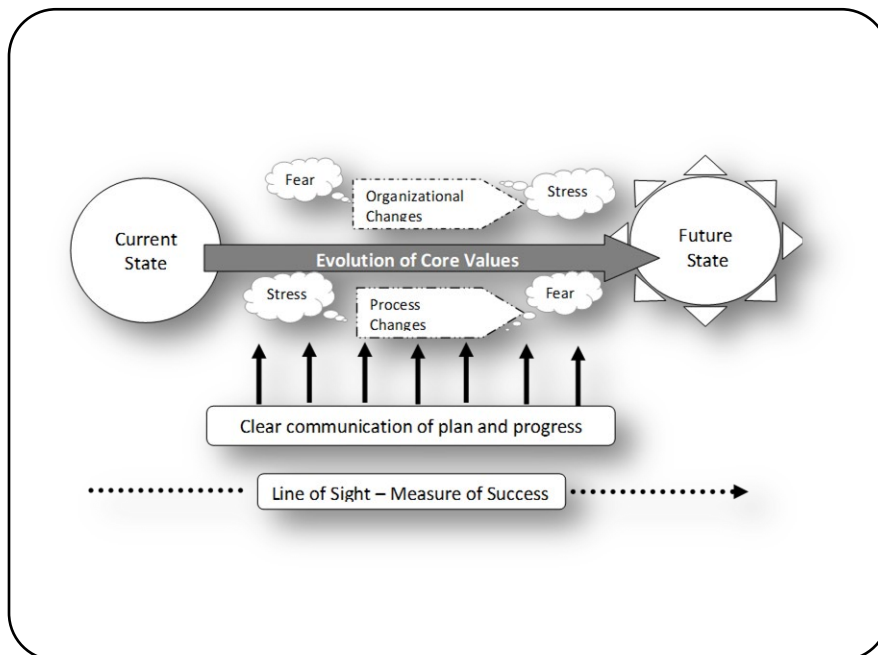 Fear
Organizational
Changes
Stress
Current
State
Future
State
Evolution of Core Values
Stress
Process
Changes
Fear
Clear communication of plan and progress
Line of Sight – Measure of Success